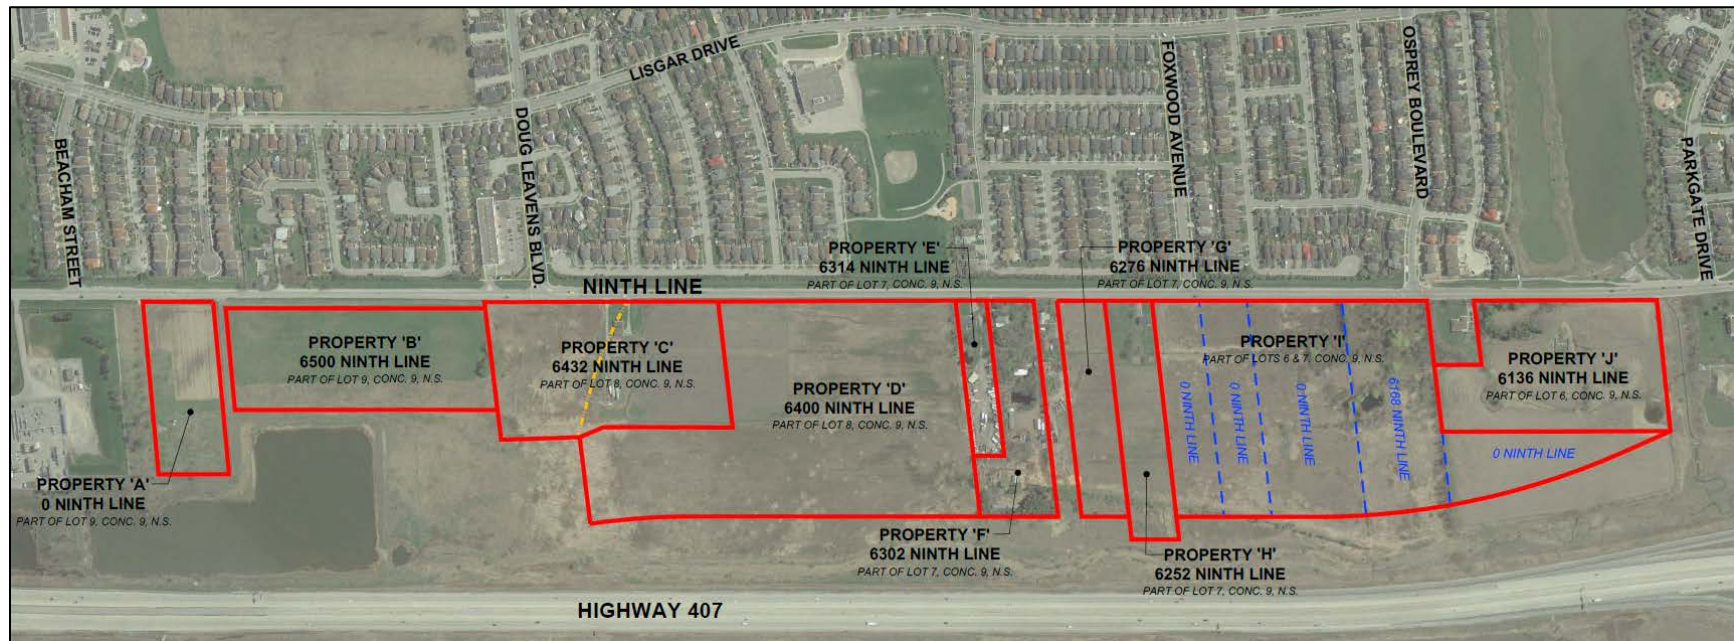 LISGAR DRIVE
BEACHAM STREET
DOUG LEAVENS BLVD.
FOXWOOD AVENUE
OSPREY BOULEVARD
PARKGATE DRIVE
NINTH LINE
PROPERTY 'A'
0 NINTH LINE
PART OF LOT 9, CONC. 9, N.S.
PROPERTY 'B'
6500 NINTH LINE
PART OF LOT 9, CONC. 9, N.S.
PROPERTY 'C'
6432 NINTH LINE
PART OF LOT 8, CONC. 9, N.S.
PROPERTY 'D'
6400 NINTH LINE
PART OF LOT 8, CONC. 9, N.S.
PROPERTY 'E'
6314 NINTH LINE
PART OF LOT 7, CONC. 9, N.S.
PROPERTY 'F'
6302 NINTH LINE
PART OF LOT 7, CONC. 9, N.S.
PROPERTY 'G'
6276 NINTH LINE
PART OF LOT 7, CONC. 9, N.S.
PROPERTY 'H'
6252 NINTH LINE
PART OF LOT 7, CONC. 9, N.S.
PROPERTY 'I'
PART OF LOTS 6 & 7, CONC. 9, N.S.
0 NINTH LINE
0 NINTH LINE
0 NINTH LINE
6168 NINTH LINE
PROPERTY 'J'
6136 NINTH LINE
PART OF LOT 6, CONC. 9, N.S.
0 NINTH LINE
HIGHWAY 407